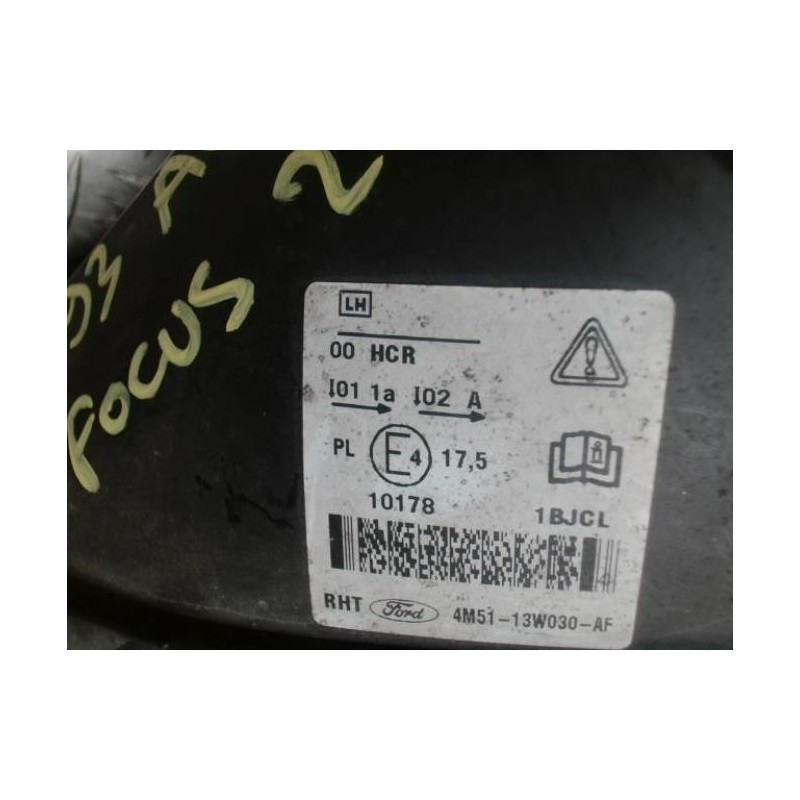 A 2
FOCUS
LH
00 HCR
I01 1a I02 A
PL E4 17,5
10178 1BJCL
RHT Ford 4M51-13W030-AF